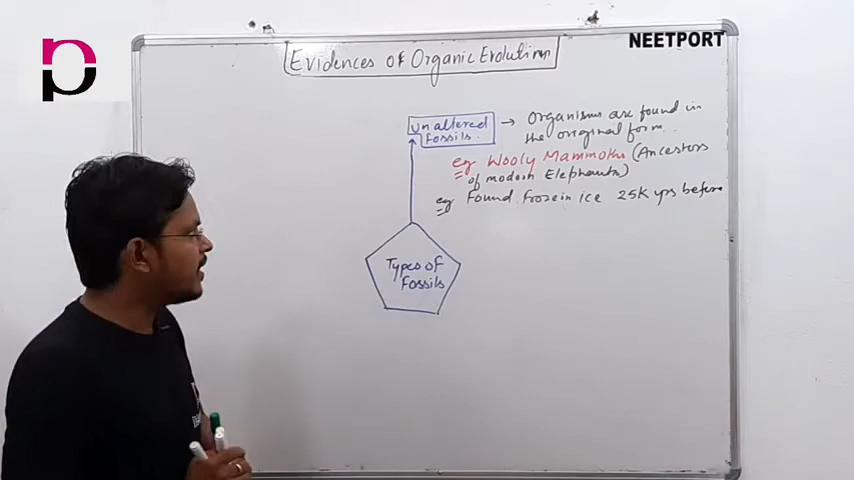 NEETPORT
Evidences of Organic Evolution
Unaltered
Fossils.
→ Organisms are found in
the original form.
eg Wooly Mammoths (Ancestors
of modern Elephants)
eg Found frozen ice 25K yrs before
Types of
Fossils